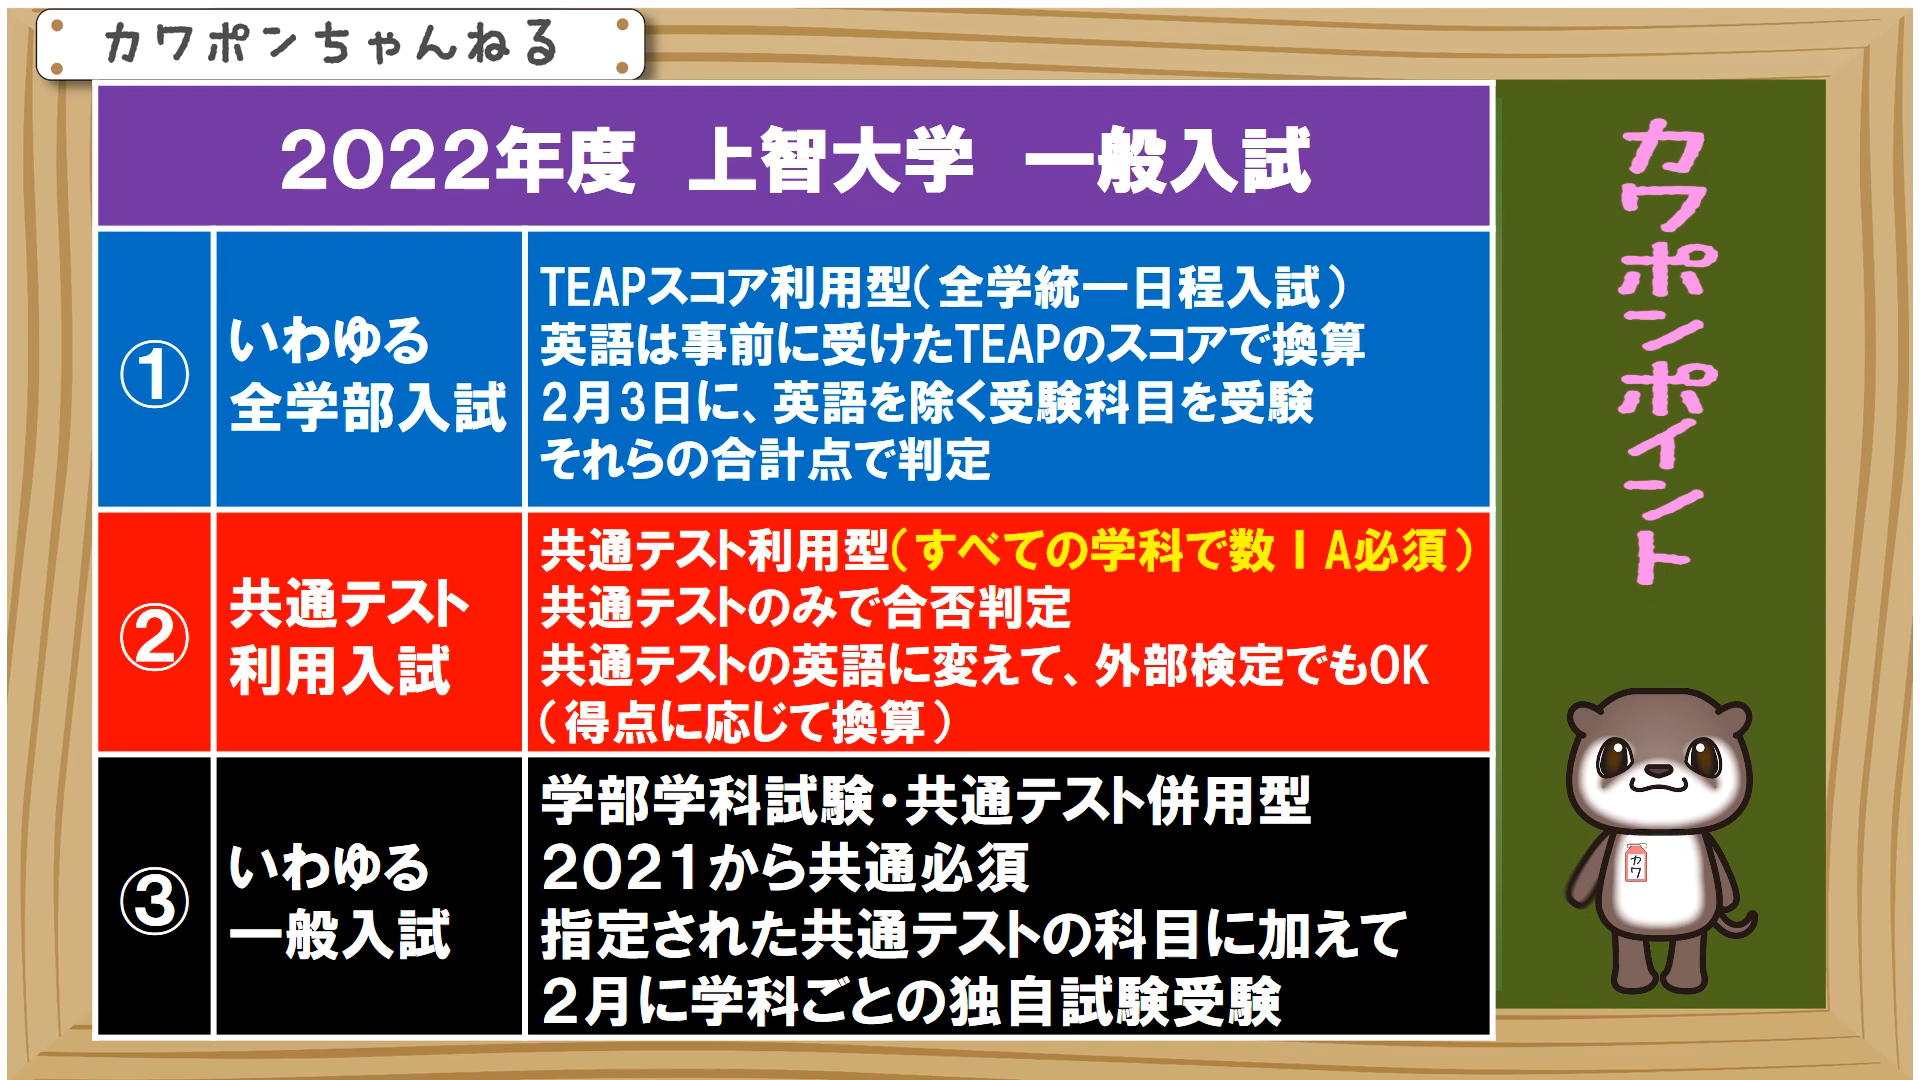 カワポンちゃんねる
2022年度　上智大学　一般入試
①
いわゆる
全学部入試
TEAPスコア利用型(全学統一日程入試)
英語は事前に受けたTEAPのスコアで換算
2月3日に、英語を除く受験科目を受験
それらの合計点で判定
②
共通テスト
利用入試
共通テスト利用型(すべての学科で数ⅠA必須)
共通テストのみで合否判定
共通テストの英語に変えて、外部検定でもOK
(得点に応じて換算)
③
いわゆる
一般入試
学部学科試験・共通テスト併用型
2021から共通必須
指定された共通テストの科目に加えて
2月に学科ごとの独自試験受験
カワポンポイント
カワ